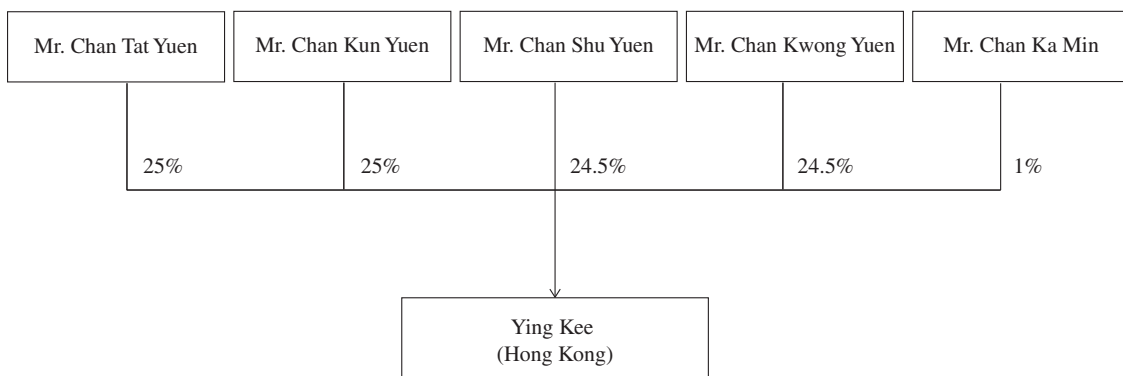 Mr. Chan Tat Yuen
Mr. Chan Kun Yuen
Mr. Chan Shu Yuen
Mr. Chan Kwong Yuen
Mr. Chan Ka Min
25%
25%
24.5%
24.5%
1%
Ying Kee
(Hong Kong)